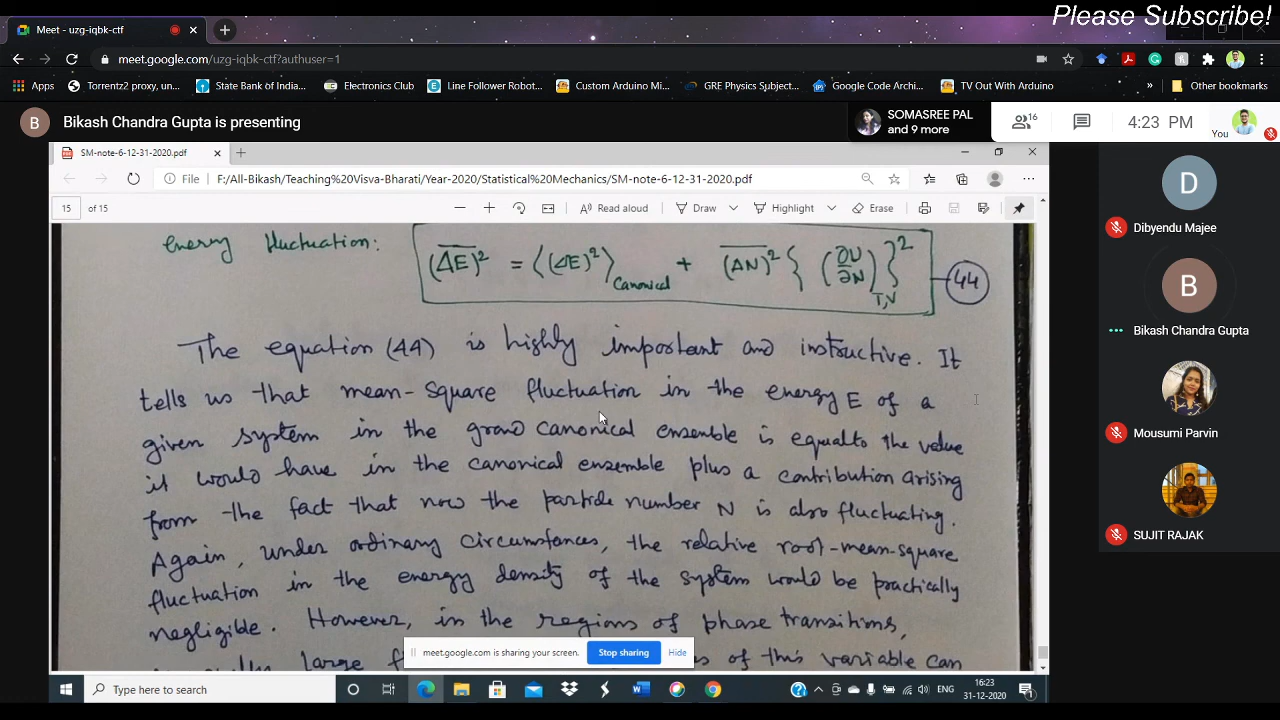 Please Subscribe!
Meet - uzg-iqbk-ctf
meet.google.com/uzg-iqbk-ctf?authuser=1
Apps Torrentz2 proxy, un... State Bank of India... Electronics Club Line Follower Robot... Custom Arduino Mi... GRE Physics Subject... Google Code Archi... TV Out With Arduino » Other bookmarks
B Bikash Chandra Gupta is presenting
SOMASREE PAL
and 9 more
16
4:23 PM
You
SM-note-6-12-31-2020.pdf
File F:/All-Bikash/Teaching%20Visva-Bharati/Year-2020/Statistical%20Mechanics/SM-note-6-12-31-2020.pdf
15 of 15 Read aloud Draw Highlight Erase
Energy fluctuation: \overline{(ΔE)^2} = ⟨(ΔE)^2⟩_{Canonical} + \overline{(ΔN)^2} { (∂U/∂N)_{T,V} }^2 — 44
The equation (44) is highly important and instructive. It
tells us that mean-square fluctuation in the energy E of a
given system in the grand canonical ensemble is equal to the value
it would have in the canonical ensemble plus a contribution arising
from the fact that now the particle number N is also fluctuating.
Again, under ordinary circumstances, the relative root-mean-square
fluctuation in the energy density of the system would be practically
negligible. However, in the regions of phase transitions,
large of this variable can
meet.google.com is sharing your screen. Stop sharing Hide
D
Dibyendu Majee
B
Bikash Chandra Gupta
Mousumi Parvin
SUJIT RAJAK
Type here to search
ENG
16:23
31-12-2020